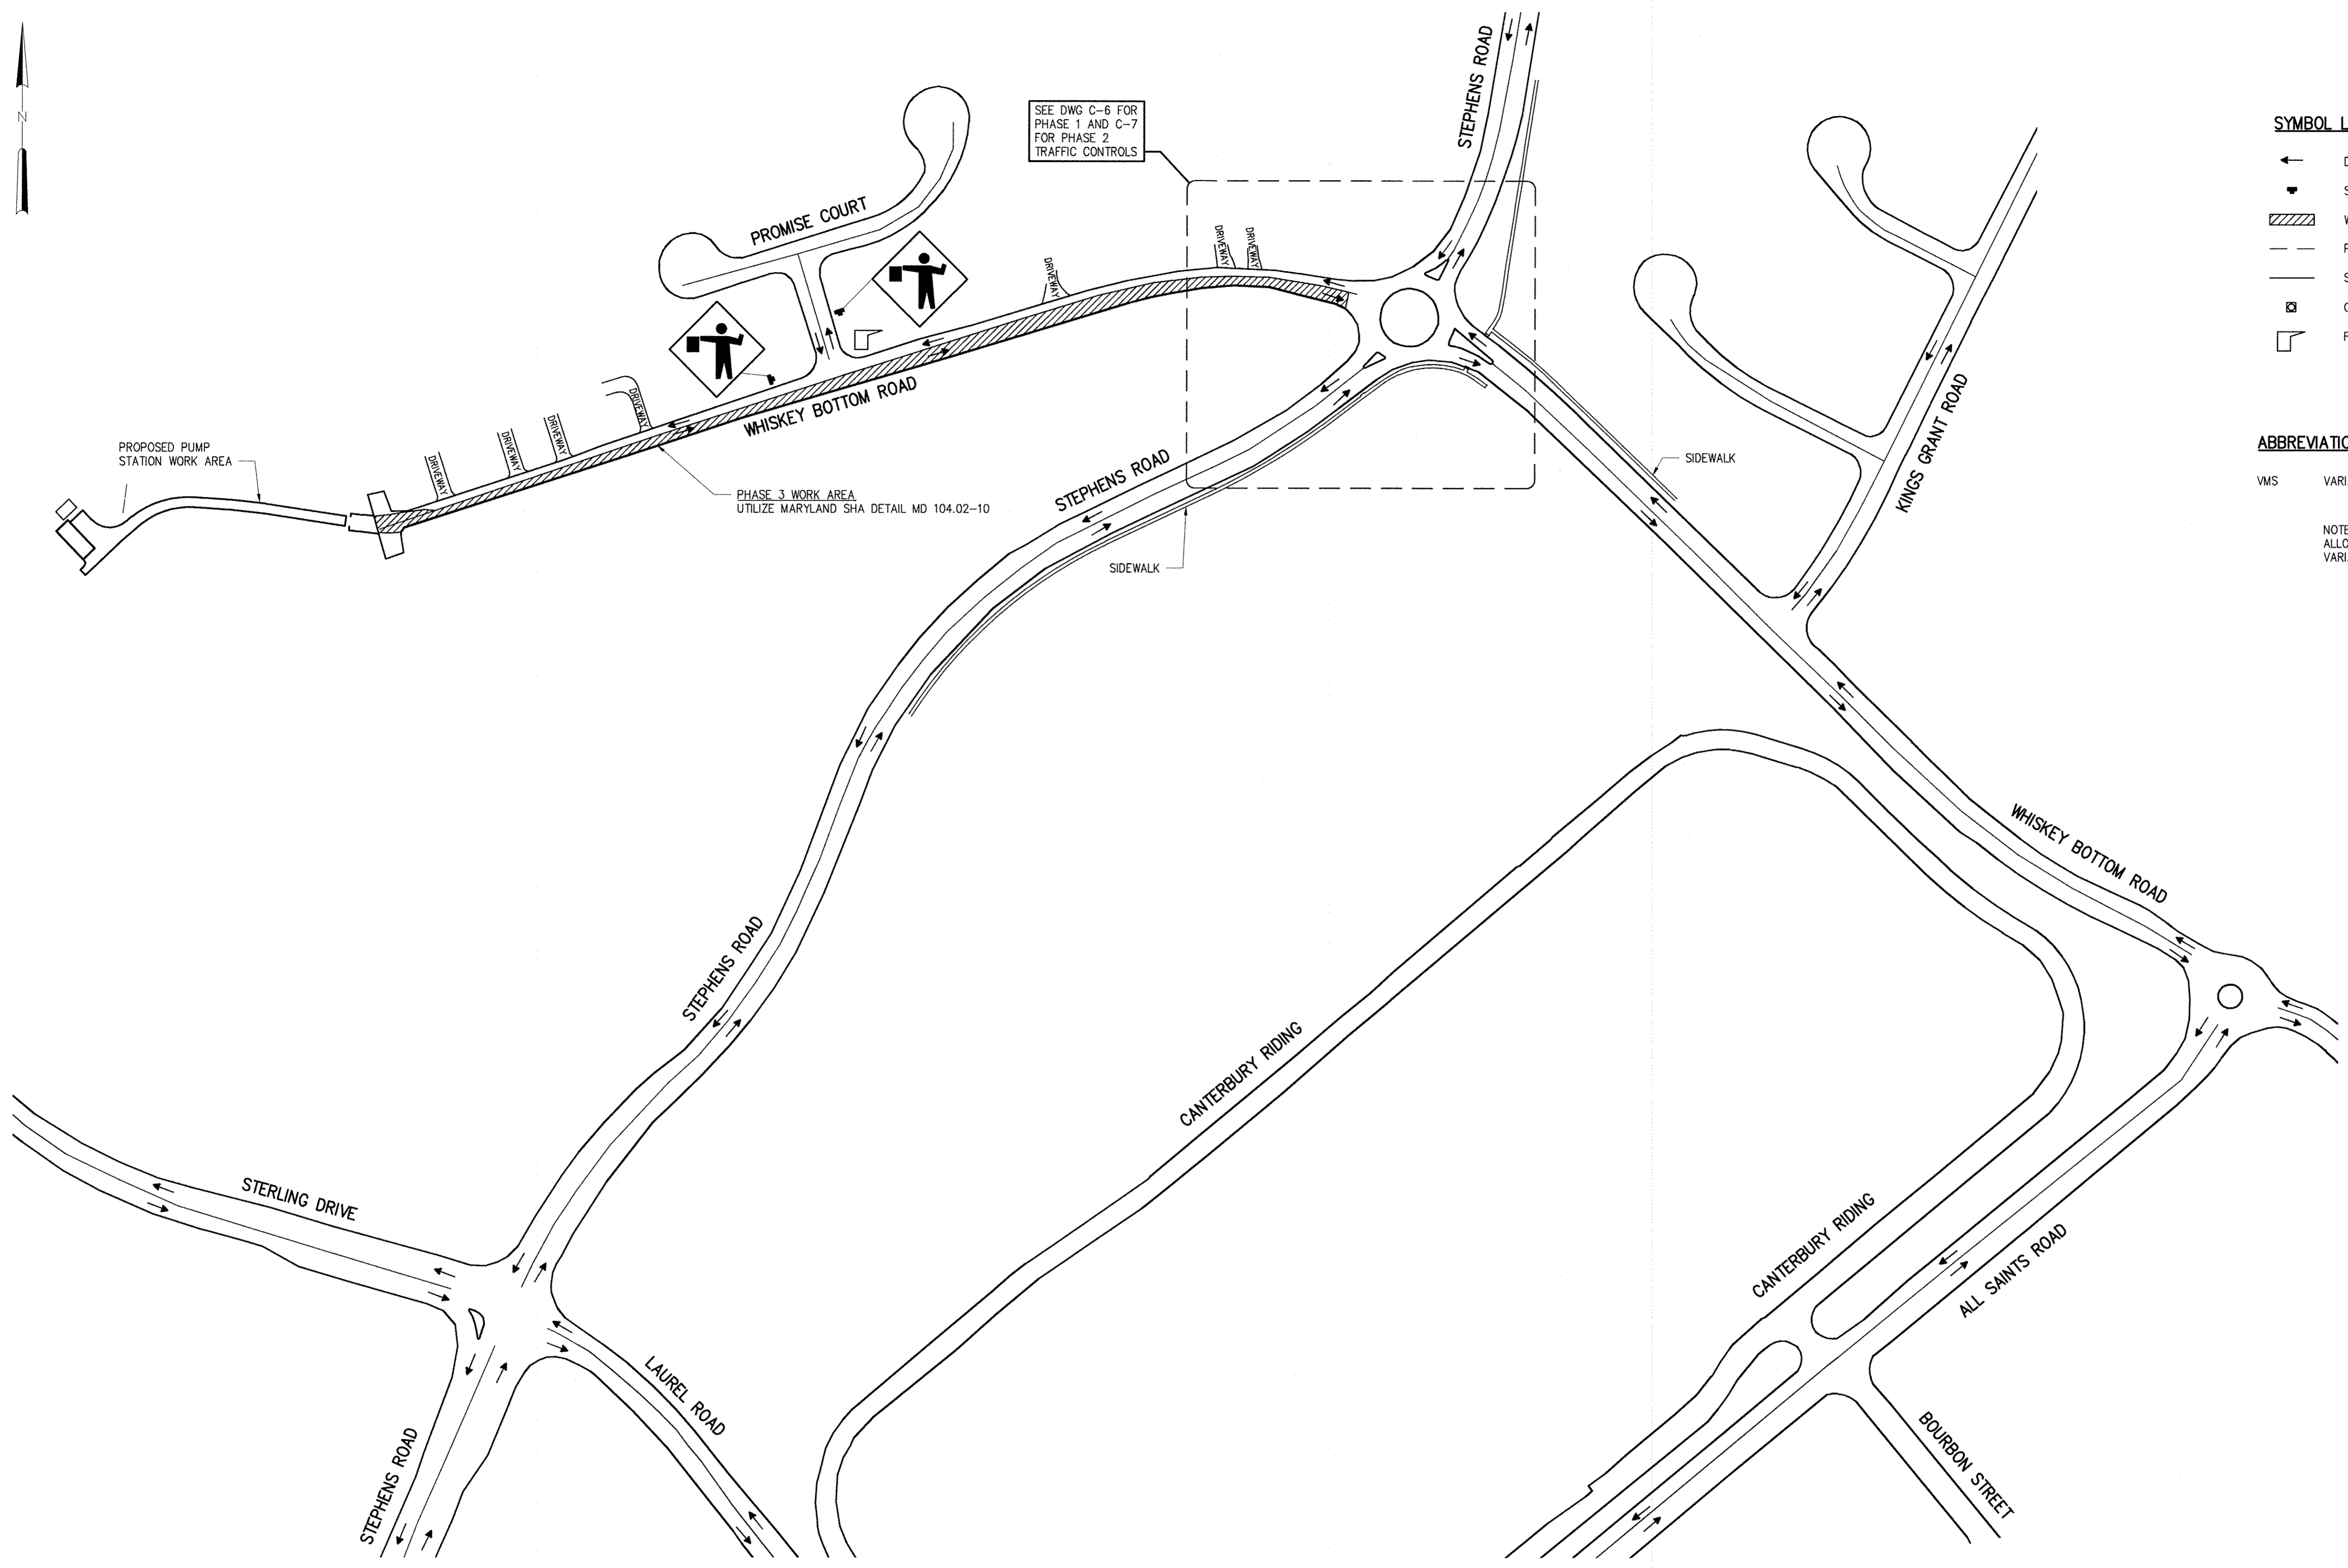 N
STEPHENS ROAD
SEE DWG C-6 FOR
PHASE 1 AND C-7
FOR PHASE 2
TRAFFIC CONTROLS
SYMBOL L
D
S
W
P
S
C
F
PROMISE COURT
DRIVEWAY
DRIVEWAY
DRIVEWAY
DRIVEWAY
DRIVEWAY
DRIVEWAY
DRIVEWAY
WHISKEY BOTTOM ROAD
PROPOSED PUMP
STATION WORK AREA
PHASE 3 WORK AREA
UTILIZE MARYLAND SHA DETAIL MD 104.02-10
STEPHENS ROAD
SIDEWALK
SIDEWALK
KINGS GRANT ROAD
ABBREVIATIO
VMS VARI
NOTE
ALLO
VARI
WHISKEY BOTTOM ROAD
STEPHENS ROAD
CANTERBURY RIDING
STERLING DRIVE
CANTERBURY RIDING
ALL SAINTS ROAD
LAUREL ROAD
STEPHENS ROAD
BOURBON STREET